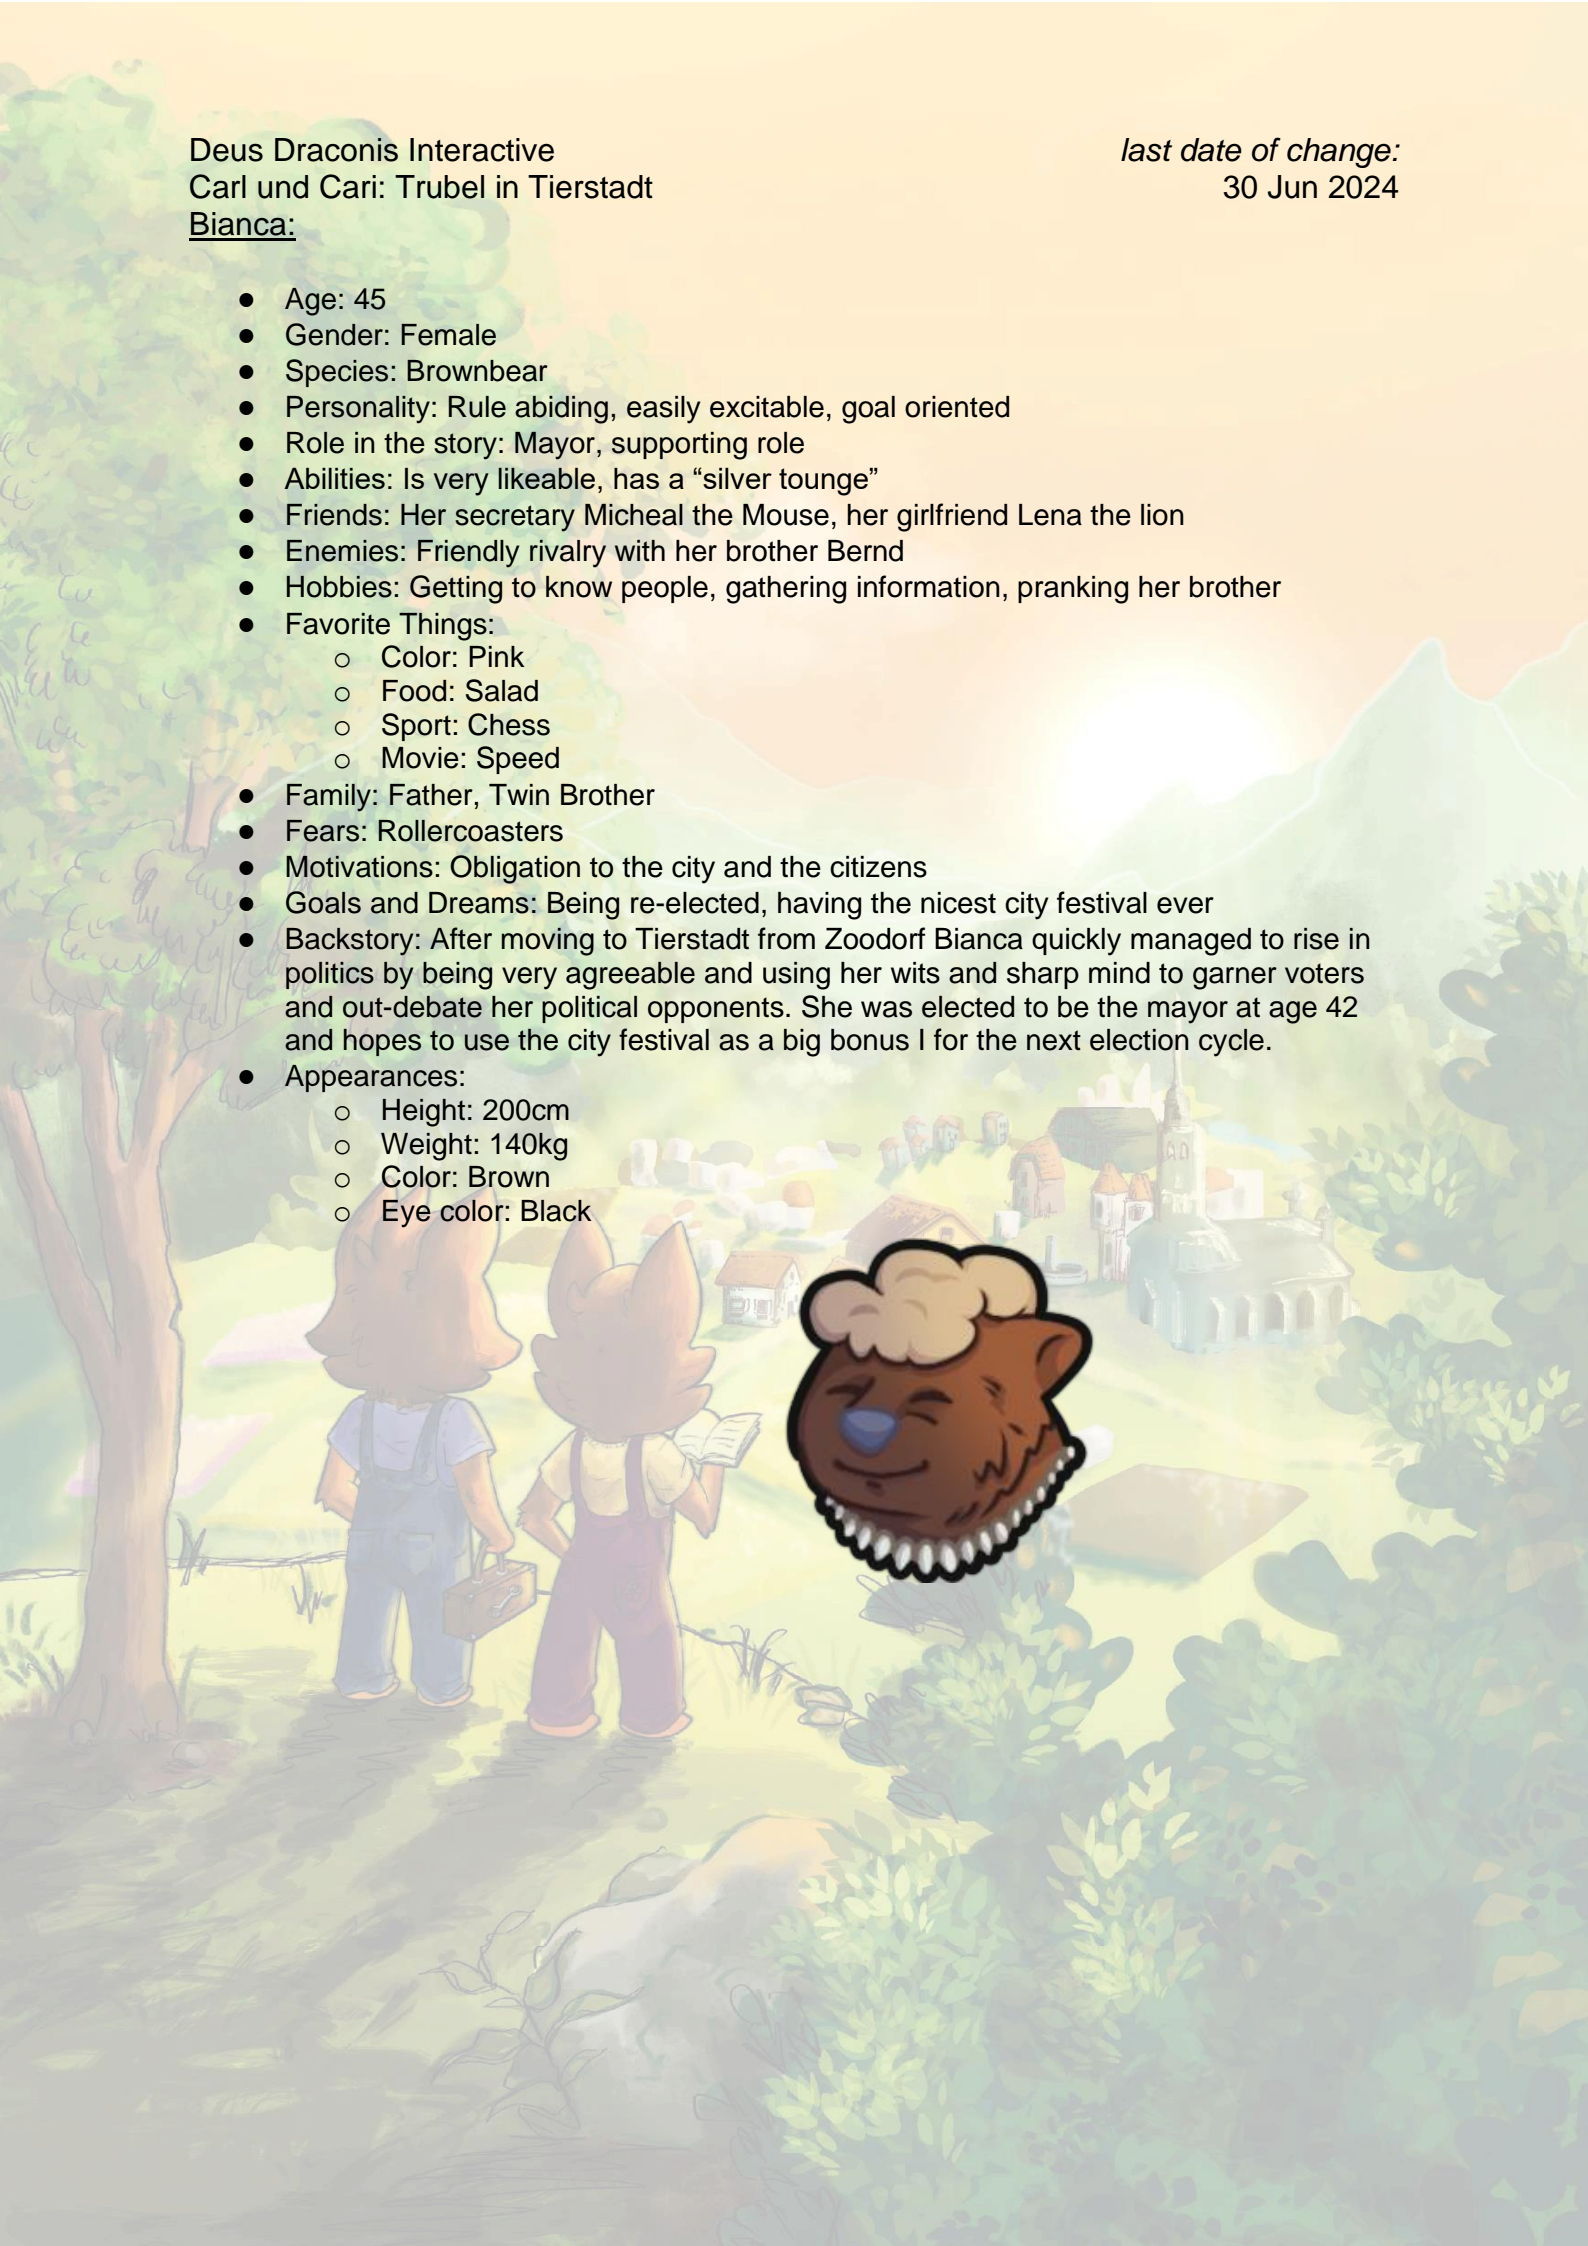 Deus Draconis Interactive
last date of change:
Carl und Cari: Trubel in Tierstadt
30 Jun 2024
Bianca:
● Age: 45
● Gender: Female
● Species: Brownbear
● Personality: Rule abiding, easily excitable, goal oriented
● Role in the story: Mayor, supporting role
● Abilities: Is very likeable, has a “silver tounge”
● Friends: Her secretary Micheal the Mouse, her girlfriend Lena the lion
● Enemies: Friendly rivalry with her brother Bernd
● Hobbies: Getting to know people, gathering information, pranking her brother
● Favorite Things:
○ Color: Pink
○ Food: Salad
○ Sport: Chess
○ Movie: Speed
● Family: Father, Twin Brother
● Fears: Rollercoasters
● Motivations: Obligation to the city and the citizens
● Goals and Dreams: Being re-elected, having the nicest city festival ever
● Backstory: After moving to Tierstadt from Zoodorf Bianca quickly managed to rise in
politics by being very agreeable and using her wits and sharp mind to garner voters
and out-debate her political opponents. She was elected to be the mayor at age 42
and hopes to use the city festival as a big bonus I for the next election cycle.
● Appearances:
○ Height: 200cm
○ Weight: 140kg
○ Color: Brown
○ Eye color: Black